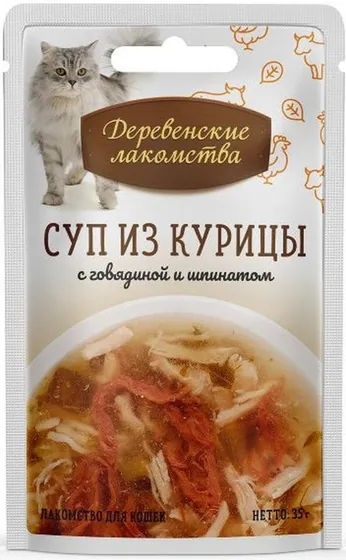 Деревенские
лакомства
СУП ИЗ КУРИЦЫ
с говядиной и шпинатом
ЛАКОМСТВО ДЛЯ КОШЕК
НЕТТО: 35г